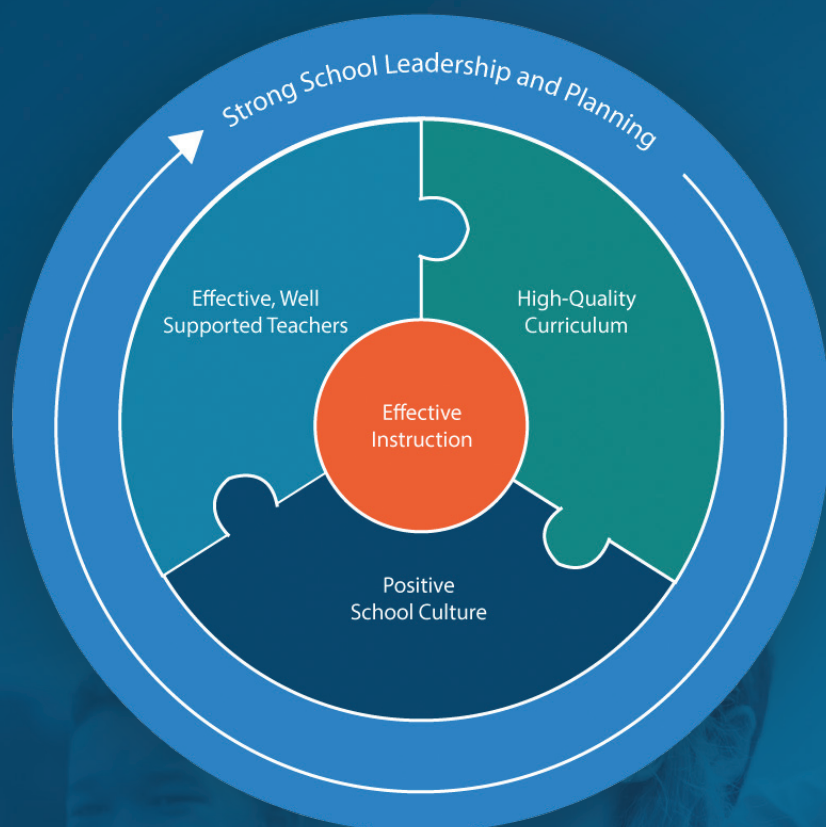 Strong School Leadership and Planning
Effective, Well
Supported Teachers
High-Quality
Curriculum
Effective
Instruction
Positive
School Culture